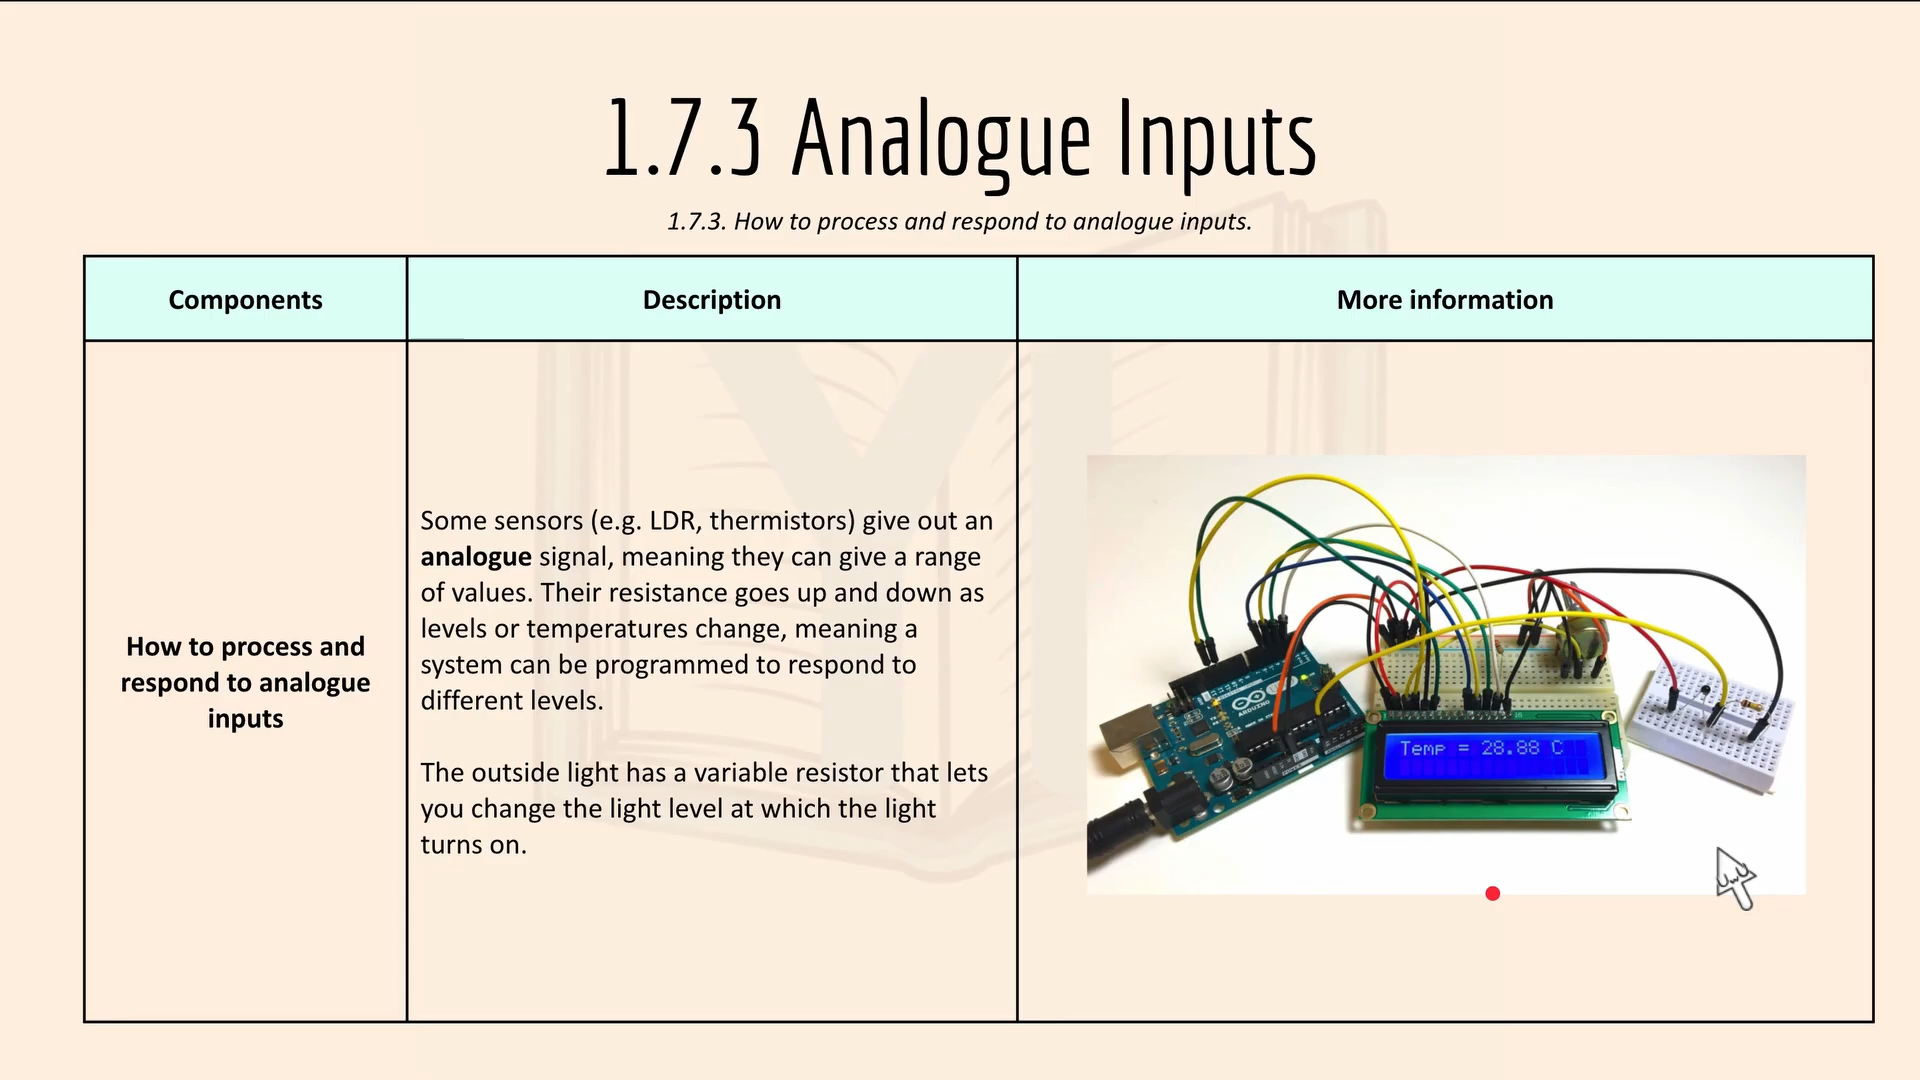 1.7.3 Analogue Inputs
1.7.3. How to process and respond to analogue inputs.
Components
Description
More information
How to process and
respond to analogue
inputs
Some sensors (e.g. LDR, thermistors) give out an
analogue signal, meaning they can give a range
of values. Their resistance goes up and down as
levels or temperatures change, meaning a
system can be programmed to respond to
different levels.
The outside light has a variable resistor that lets
you change the light level at which the light
turns on.
ARDUINO
Temp = 28.88 C